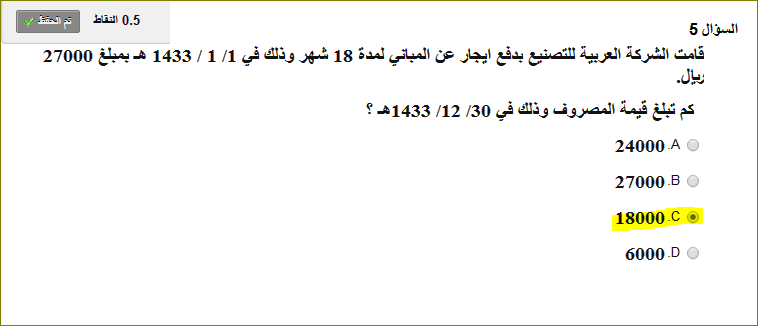 0.5 النقاط
تم الحفظ
السؤال 5
قامت الشركة العربية للتصنيع بدفع ايجار عن المباني لمدة 18 شهر وذلك في 1/ 1 / 1433 هـ بمبلغ 27000
ريال.
كم تبلغ قيمة المصروف وذلك في 30/ 12/ 1433هـ ؟
A. 24000
B. 27000
C. 18000
D. 6000